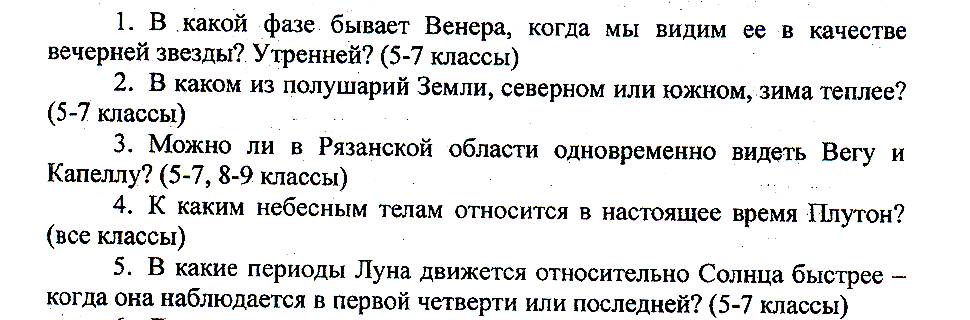 1. В какой фазе бывает Венера, когда мы видим ее в качестве
вечерней звезды? Утренней? (5-7 классы)
2. В каком из полушарий Земли, северном или южном, зима теплее?
(5-7 классы)
3. Можно ли в Рязанской области одновременно видеть Вегу и
Капеллу? (5-7, 8-9 классы)
4. К каким небесным телам относится в настоящее время Плутон?
(все классы)
5. В какие периоды Луна движется относительно Солнца быстрее –
когда она наблюдается в первой четверти или последней? (5-7 классы)